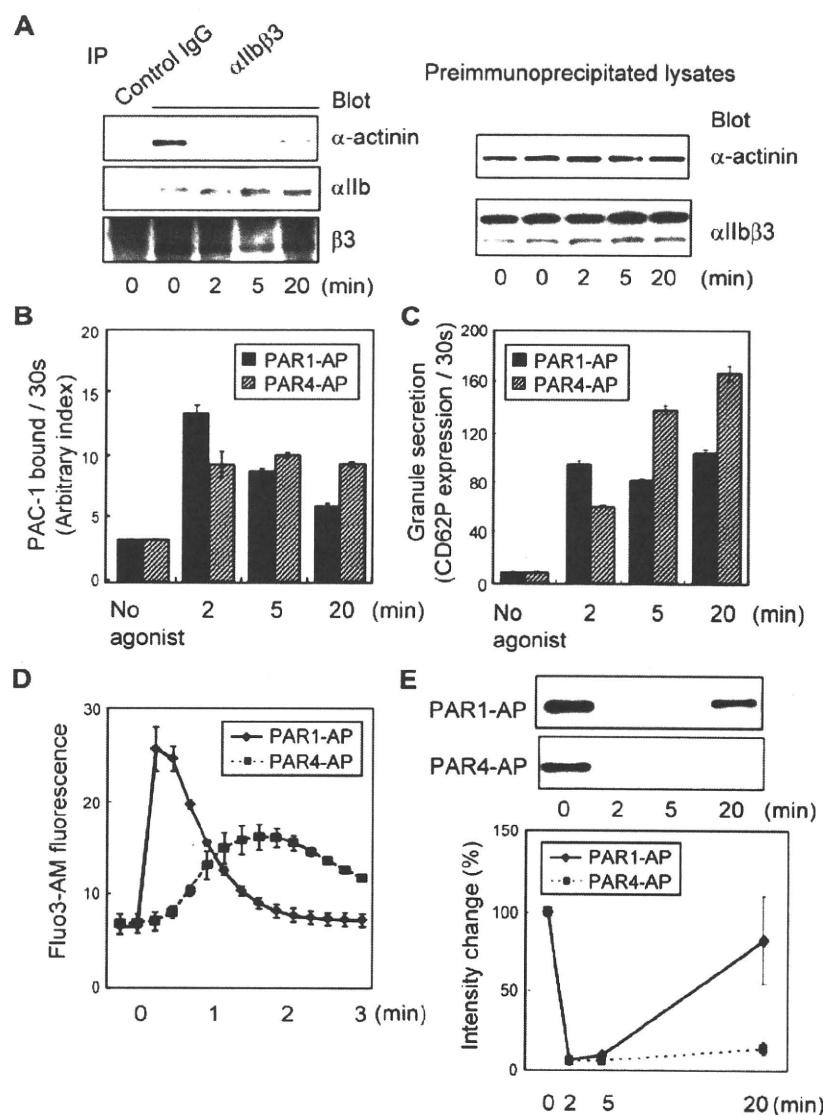 A
IP
Control IgG
αIIbβ3
Blot
α-actinin
αIIb
β3
0 0 2 5 20 (min)
Preimmunoprecipitated lysates
Blot
α-actinin
αIIbβ3
0 0 2 5 20 (min)
B
PAC-1 bound / 30s
(Arbitrary index)
20
15
10
5
0
PAR1-AP
PAR4-AP
No agonist
2 5 20 (min)
C
Granule secretion
(CD62P expression / 30s)
200
160
120
80
40
0
PAR1-AP
PAR4-AP
No agonist
2 5 20 (min)
D
Fluo3-AM fluorescence
30
20
10
0
PAR1-AP
PAR4-AP
0 1 2 3 (min)
E
PAR1-AP
PAR4-AP
0 2 5 20 (min)
Intensity change (%)
150
100
50
0
PAR1-AP
PAR4-AP
0 2 5 20 (min)